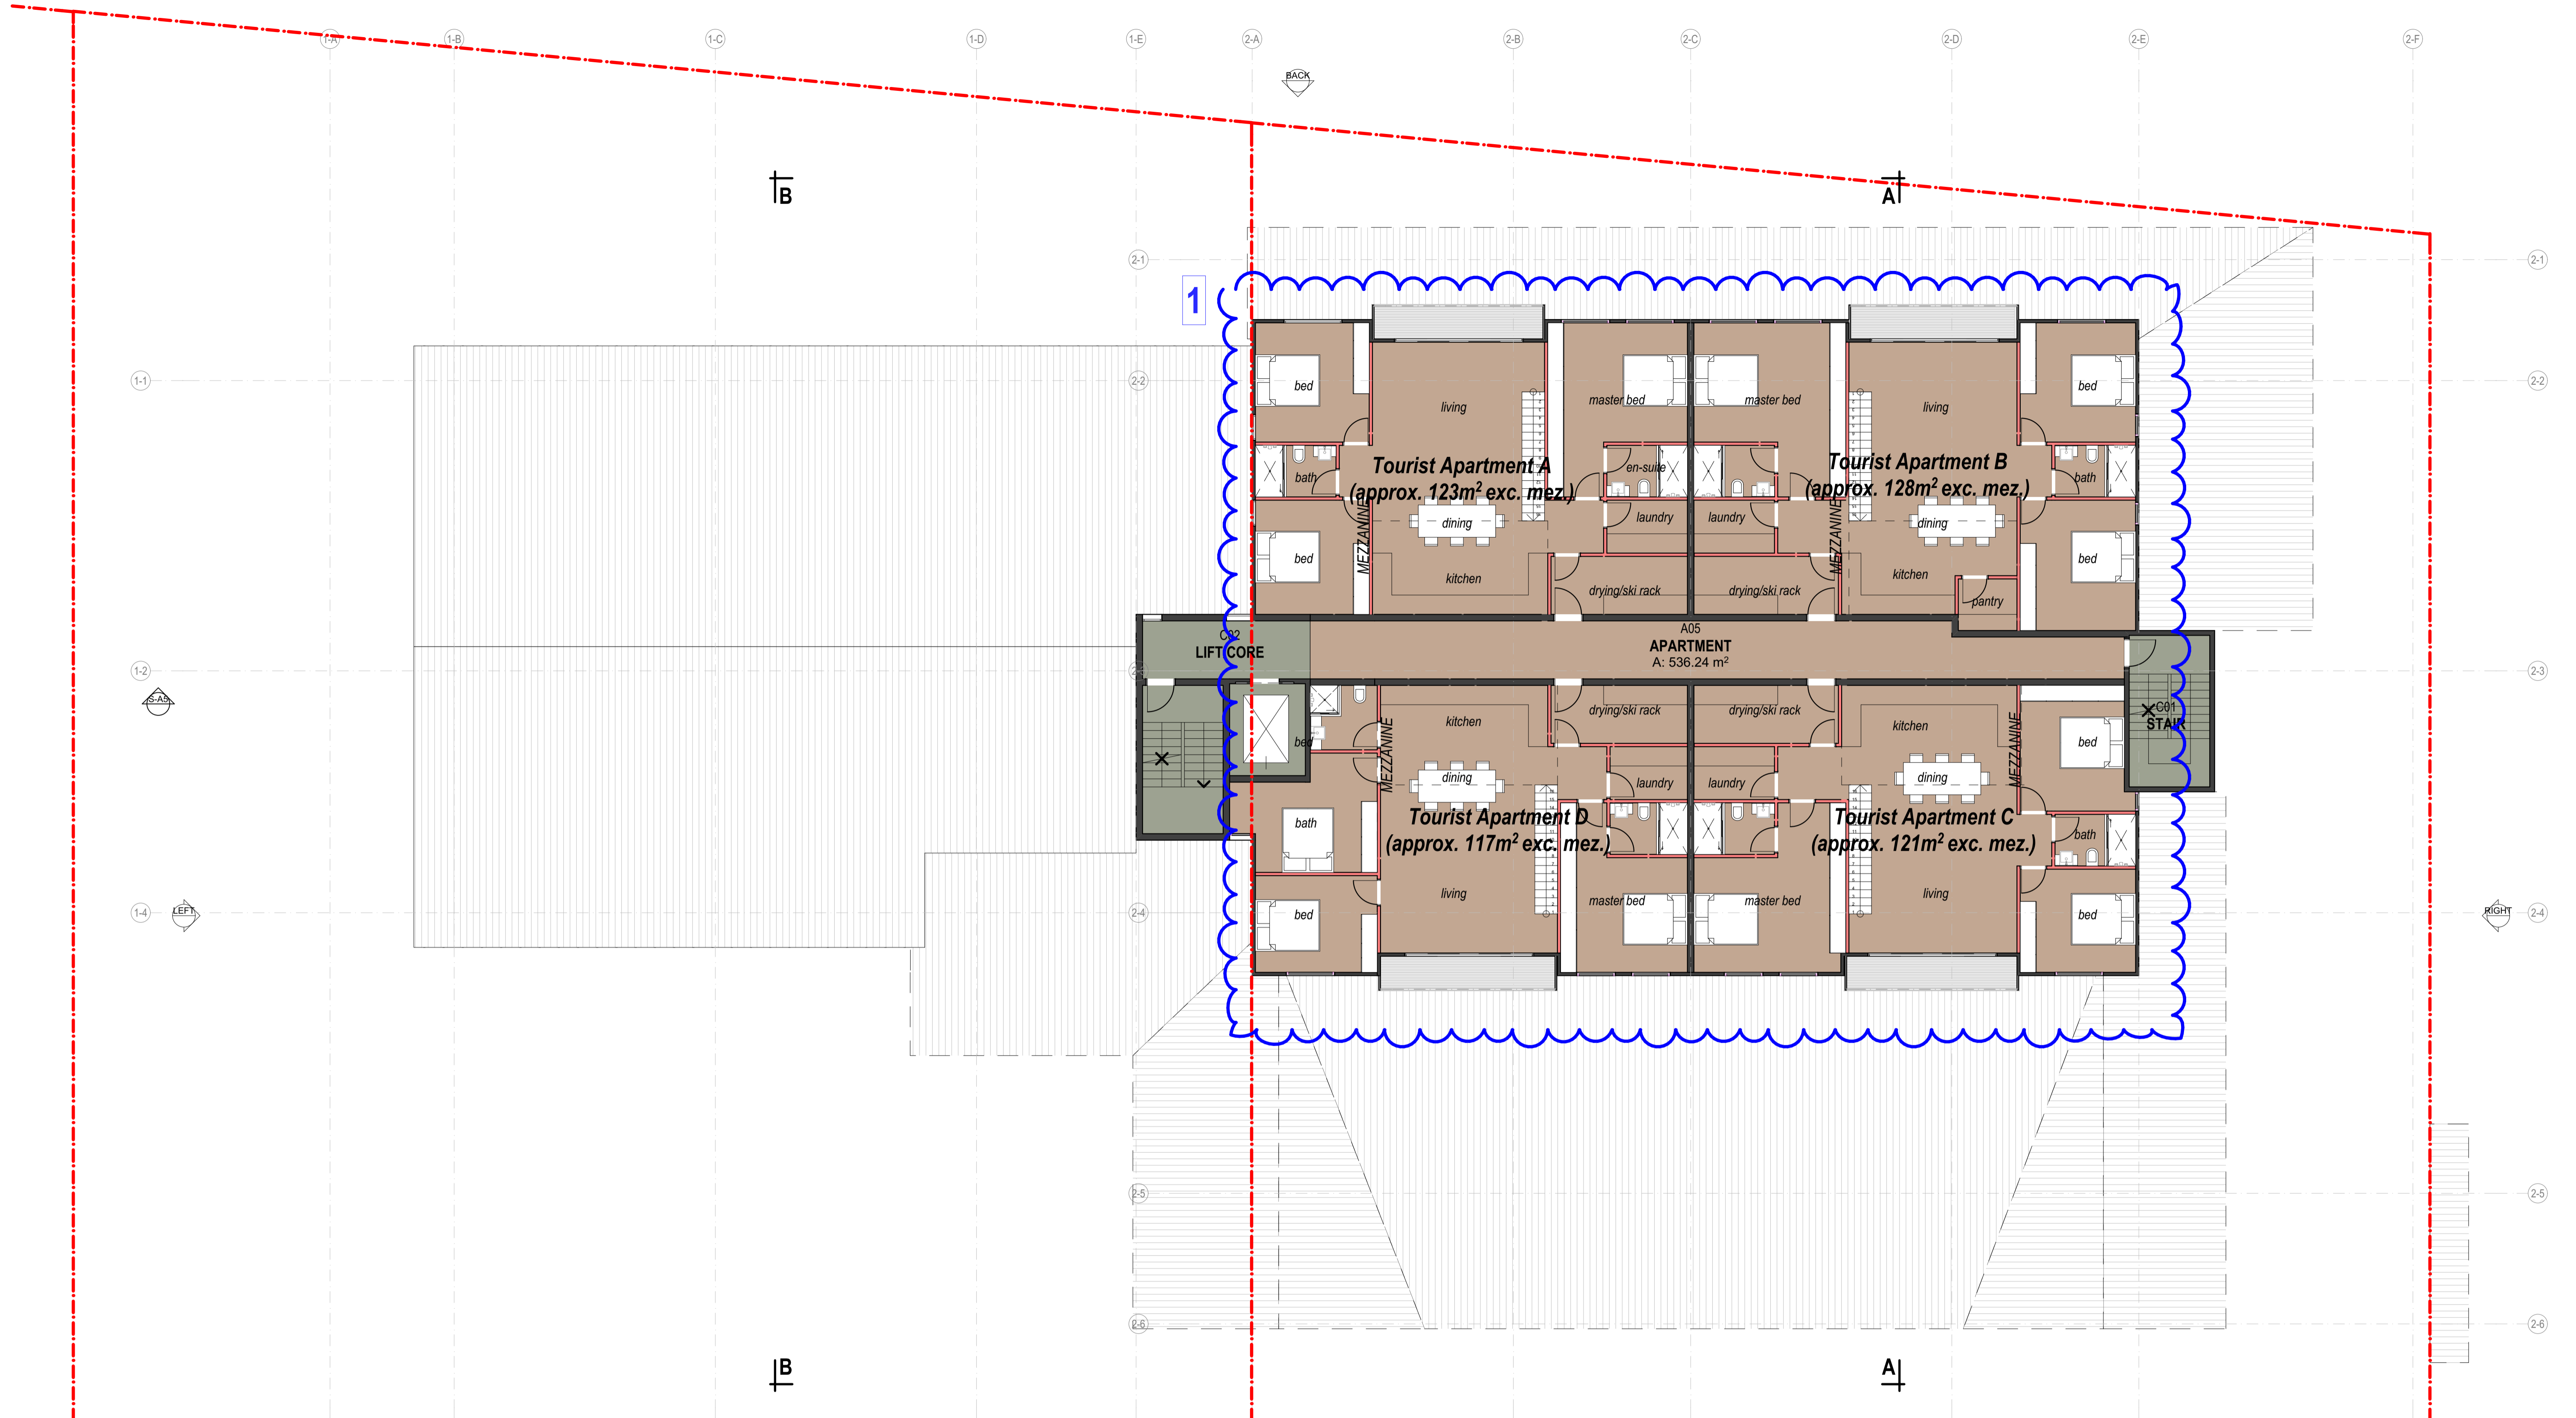 1-A
1-B
1-C
1-D
1-E
2-A
2-B
2-C
2-D
2-E
2-F
BACK
B
A
2-1
2-1
1
1-1
2-2
2-2
bed
living
master bed
master bed
living
bed
Tourist Apartment A
(approx. 123m² exc. mez.)
Tourist Apartment B
(approx. 128m² exc. mez.)
bath
en-suite
bath
laundry
laundry
dining
dining
MEZZANINE
MEZZANINE
bed
kitchen
drying/ski rack
drying/ski rack
kitchen
bed
pantry
C02
LIFT CORE
A05
APARTMENT
A: 536.24 m²
1-2
2-3
S-A5
kitchen
drying/ski rack
drying/ski rack
kitchen
C01
STAIR
bed
MEZZANINE
MEZZANINE
bed
dining
laundry
laundry
dining
Tourist Apartment D
(approx. 117m² exc. mez.)
Tourist Apartment C
(approx. 121m² exc. mez.)
bath
bath
living
master bed
master bed
living
bed
bed
1-4
LEFT
2-4
RIGHT
2-4
2-5
2-5
2-6
2-6
B
A